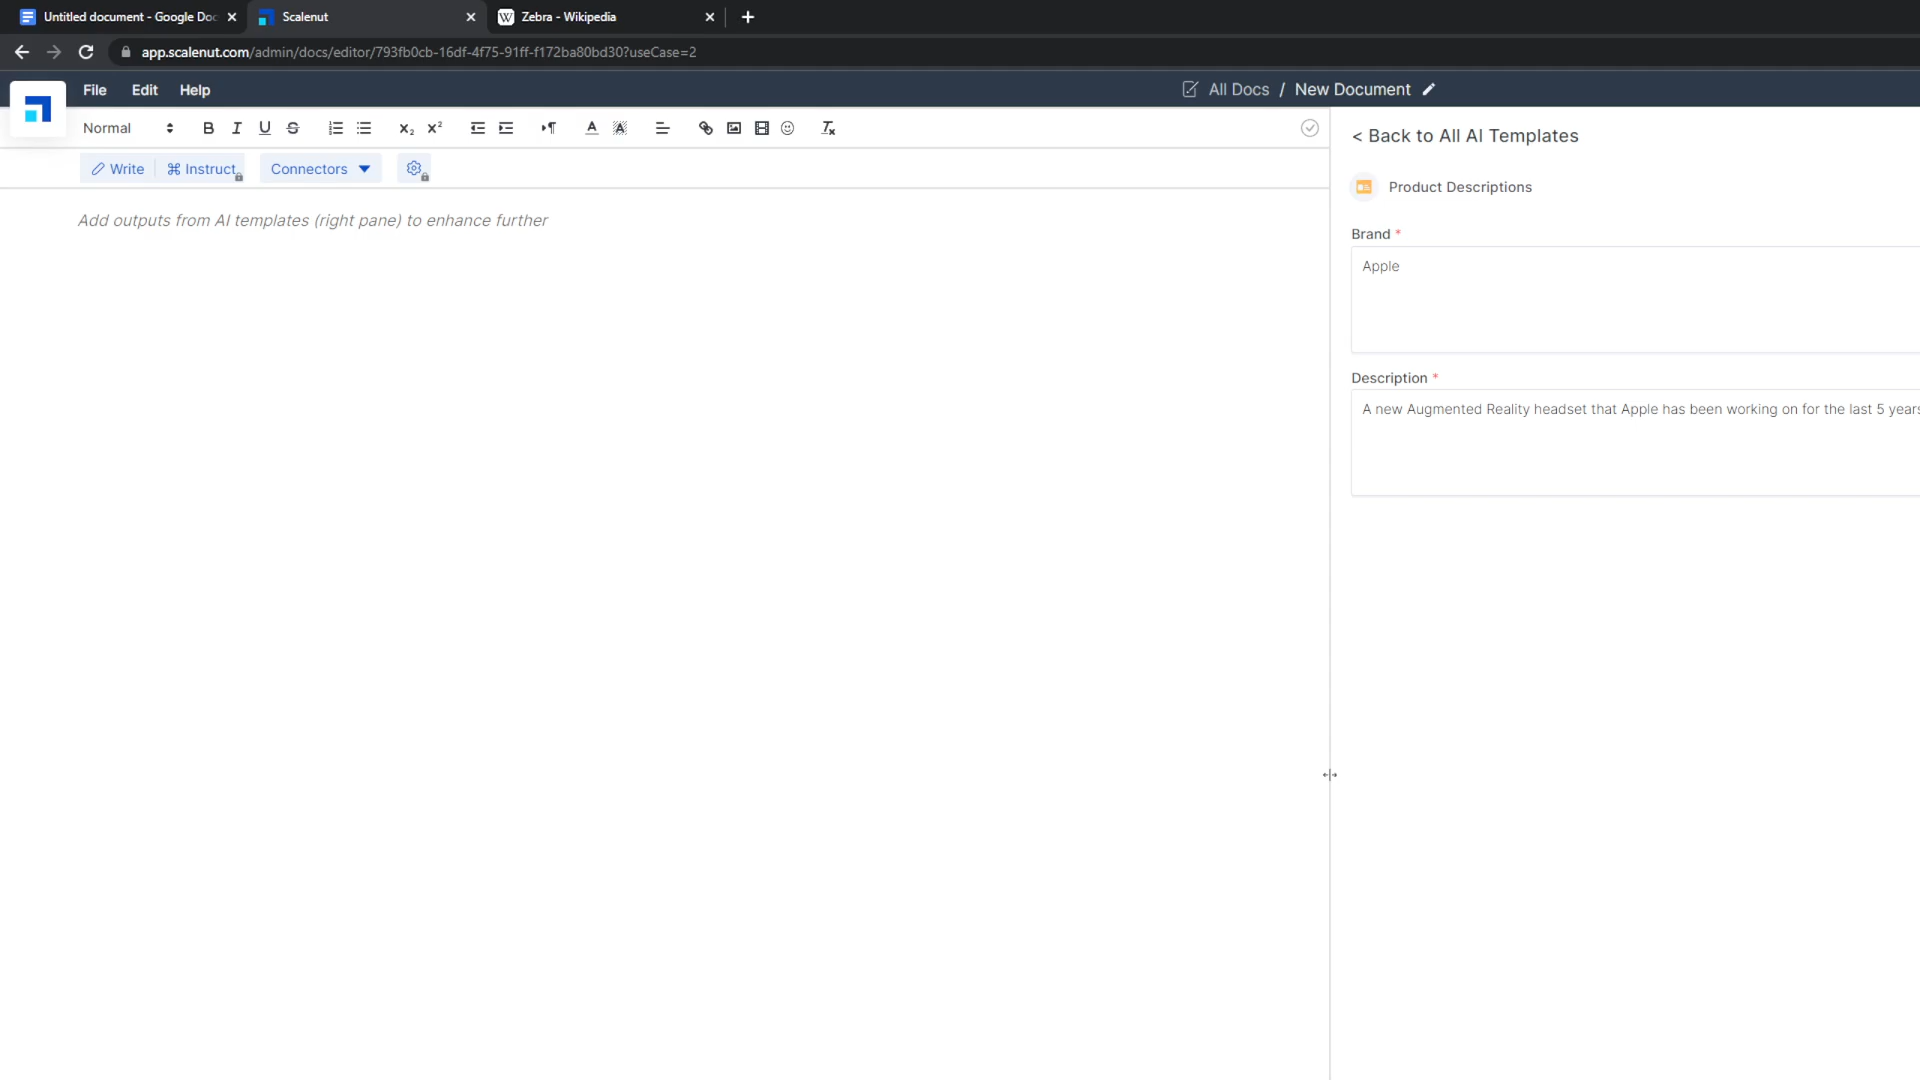 Untitled document - Google Doc
Scalenut
Zebra - Wikipedia
app.scalenut.com/admin/docs/editor/793fb0cb-16df-4f75-91ff-f172ba80bd30?useCase=2
File Edit Help
All Docs / New Document
Normal
< Back to All AI Templates
Write
Instruct
Connectors
Product Descriptions
Add outputs from AI templates (right pane) to enhance further
Brand *
Apple
Description *
A new Augmented Reality headset that Apple has been working on for the last 5 years